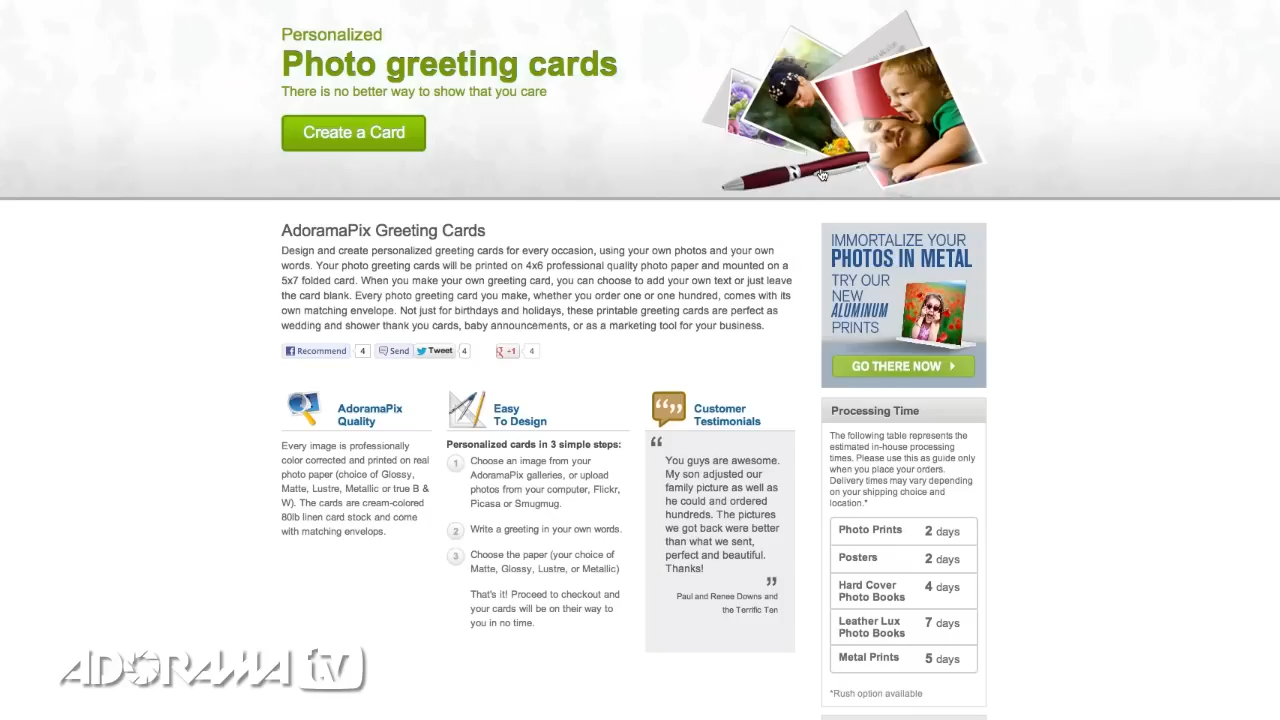 Personalized
Photo greeting cards
There is no better way to show that you care
Create a Card
AdoramaPix Greeting Cards
Design and create personalized greeting cards for every occasion, using your own photos and your own
words. Your photo greeting cards will be printed on 4x6 professional quality photo paper and mounted on a
5x7 folded card. When you make your own greeting card, you can choose to add your own text or just leave
the card blank. Every photo greeting card you make, whether you order one or one hundred, comes with its
own matching envelope. Not just for birthdays and holidays, these printable greeting cards are perfect as
wedding and shower thank you cards, baby announcements, or as a marketing tool for your business.
Recommend 4 Send Tweet 4 +1 4
AdoramaPix
Quality
Every image is professionally
color corrected and printed on real
photo paper (choice of Glossy,
Matte, Lustre, Metallic or true B &
W). The cards are cream-colored
80lb linen card stock and come
with matching envelops.
Easy
To Design
Personalized cards in 3 simple steps:
1 Choose an image from your
AdoramaPix galleries, or upload
photos from your computer, Flickr,
Picasa or Smugmug.
2 Write a greeting in your own words.
3 Choose the paper (your choice of
Matte, Glossy, Lustre, or Metallic)
That's it! Proceed to checkout and
your cards will be on their way to
you in no time.
Customer
Testimonials
“
You guys are awesome.
My son adjusted our
family picture as well as
he could and ordered
hundreds. The pictures
we got back were better
than what we sent,
perfect and beautiful.
Thanks!
”
Paul and Renee Downs and
the Terrific Ten
IMMORTALIZE YOUR
PHOTOS IN METAL
TRY OUR
NEW
ALUMINUM
PRINTS
GO THERE NOW
Processing Time
The following table represents the
estimated in-house processing
times. Please use this as guide only
when you place your orders.
Delivery times may vary depending
on your shipping choice and
location.*
Photo Prints 2 days
Posters 2 days
Hard Cover
Photo Books 4 days
Leather Lux
Photo Books 7 days
Metal Prints 5 days
*Rush option available
ADORAMA tv